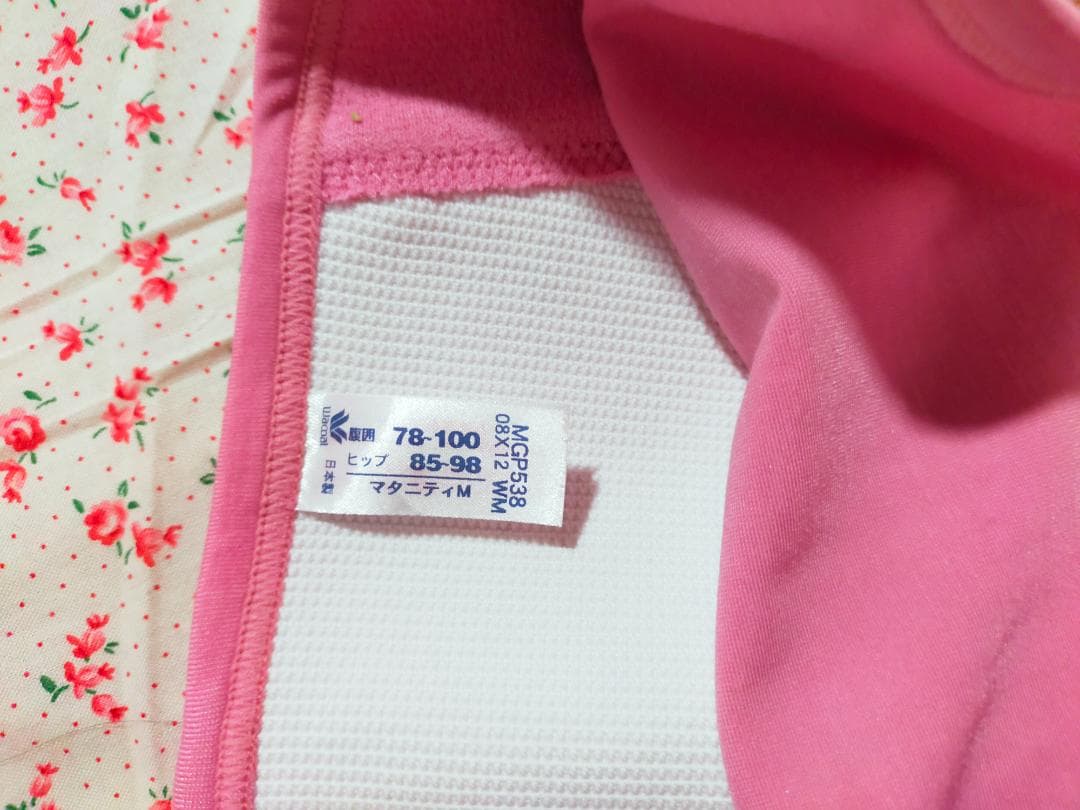 Wacoal
日本製
腹囲 78~100
ヒップ 85~98
マタニティM
MGP538
08X12 WM